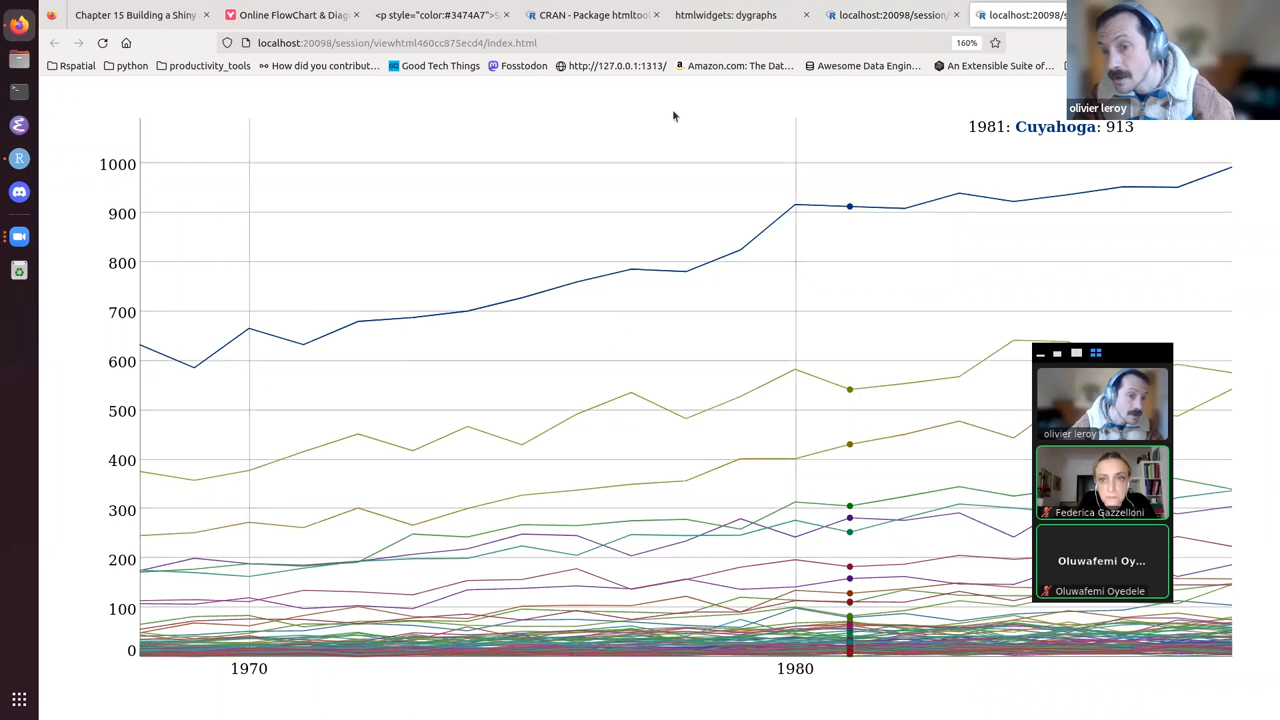 Chapter 15 Building a Shiny
Online FlowChart & Diag
<p style="color:#3474A7">S
CRAN - Package htmltoo
htmlwidgets: dygraphs
localhost:20098/session/
localhost:20098/s
localhost:20098/session/viewhtml460cc875ecd4/index.html
160%
Rspatial
python
productivity_tools
How did you contribut...
Good Tech Things
Fosstodon
http://127.0.0.1:1313/
Amazon.com: The Dat...
Awesome Data Engin...
An Extensible Suite of...
olivier leroy
1981: Cuyahoga: 913
1000
900
800
700
600
500
400
300
200
100
0
1970
1980
olivier leroy
Federica Gazzelloni
Oluwafemi Oy...
Oluwafemi Oyedele